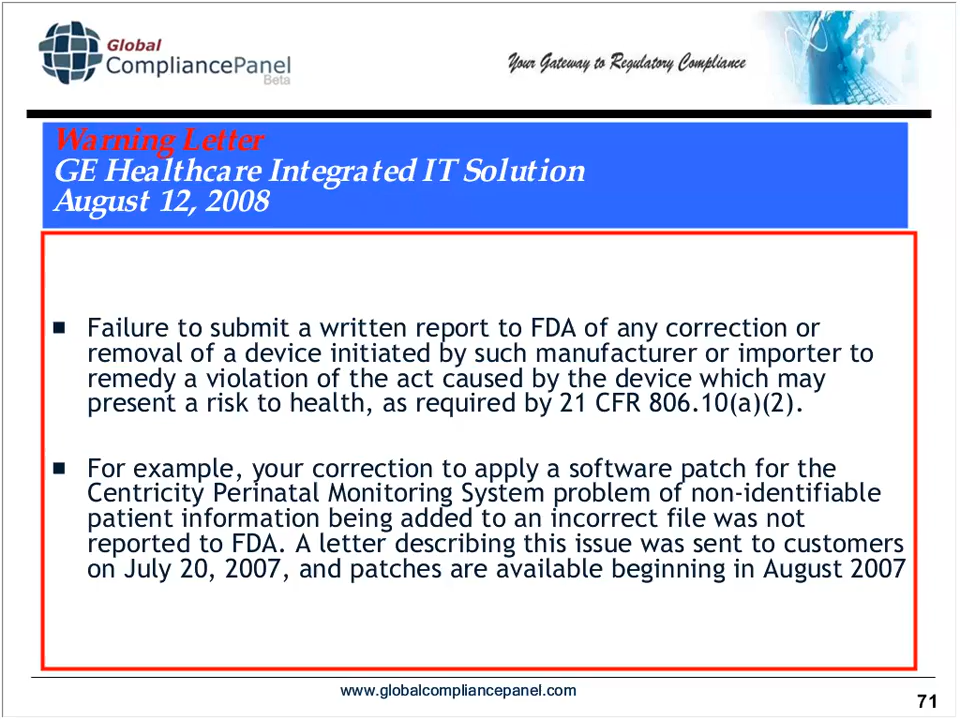 Global
CompliancePanel
Beta
Your Gateway to Regulatory Compliance
Warning Letter
GE Healthcare Integrated IT Solution
August 12, 2008
■ Failure to submit a written report to FDA of any correction or
removal of a device initiated by such manufacturer or importer to
remedy a violation of the act caused by the device which may
present a risk to health, as required by 21 CFR 806.10(a)(2).
■ For example, your correction to apply a software patch for the
Centricity Perinatal Monitoring System problem of non-identifiable
patient information being added to an incorrect file was not
reported to FDA. A letter describing this issue was sent to customers
on July 20, 2007, and patches are available beginning in August 2007
www.globalcompliancepanel.com
71